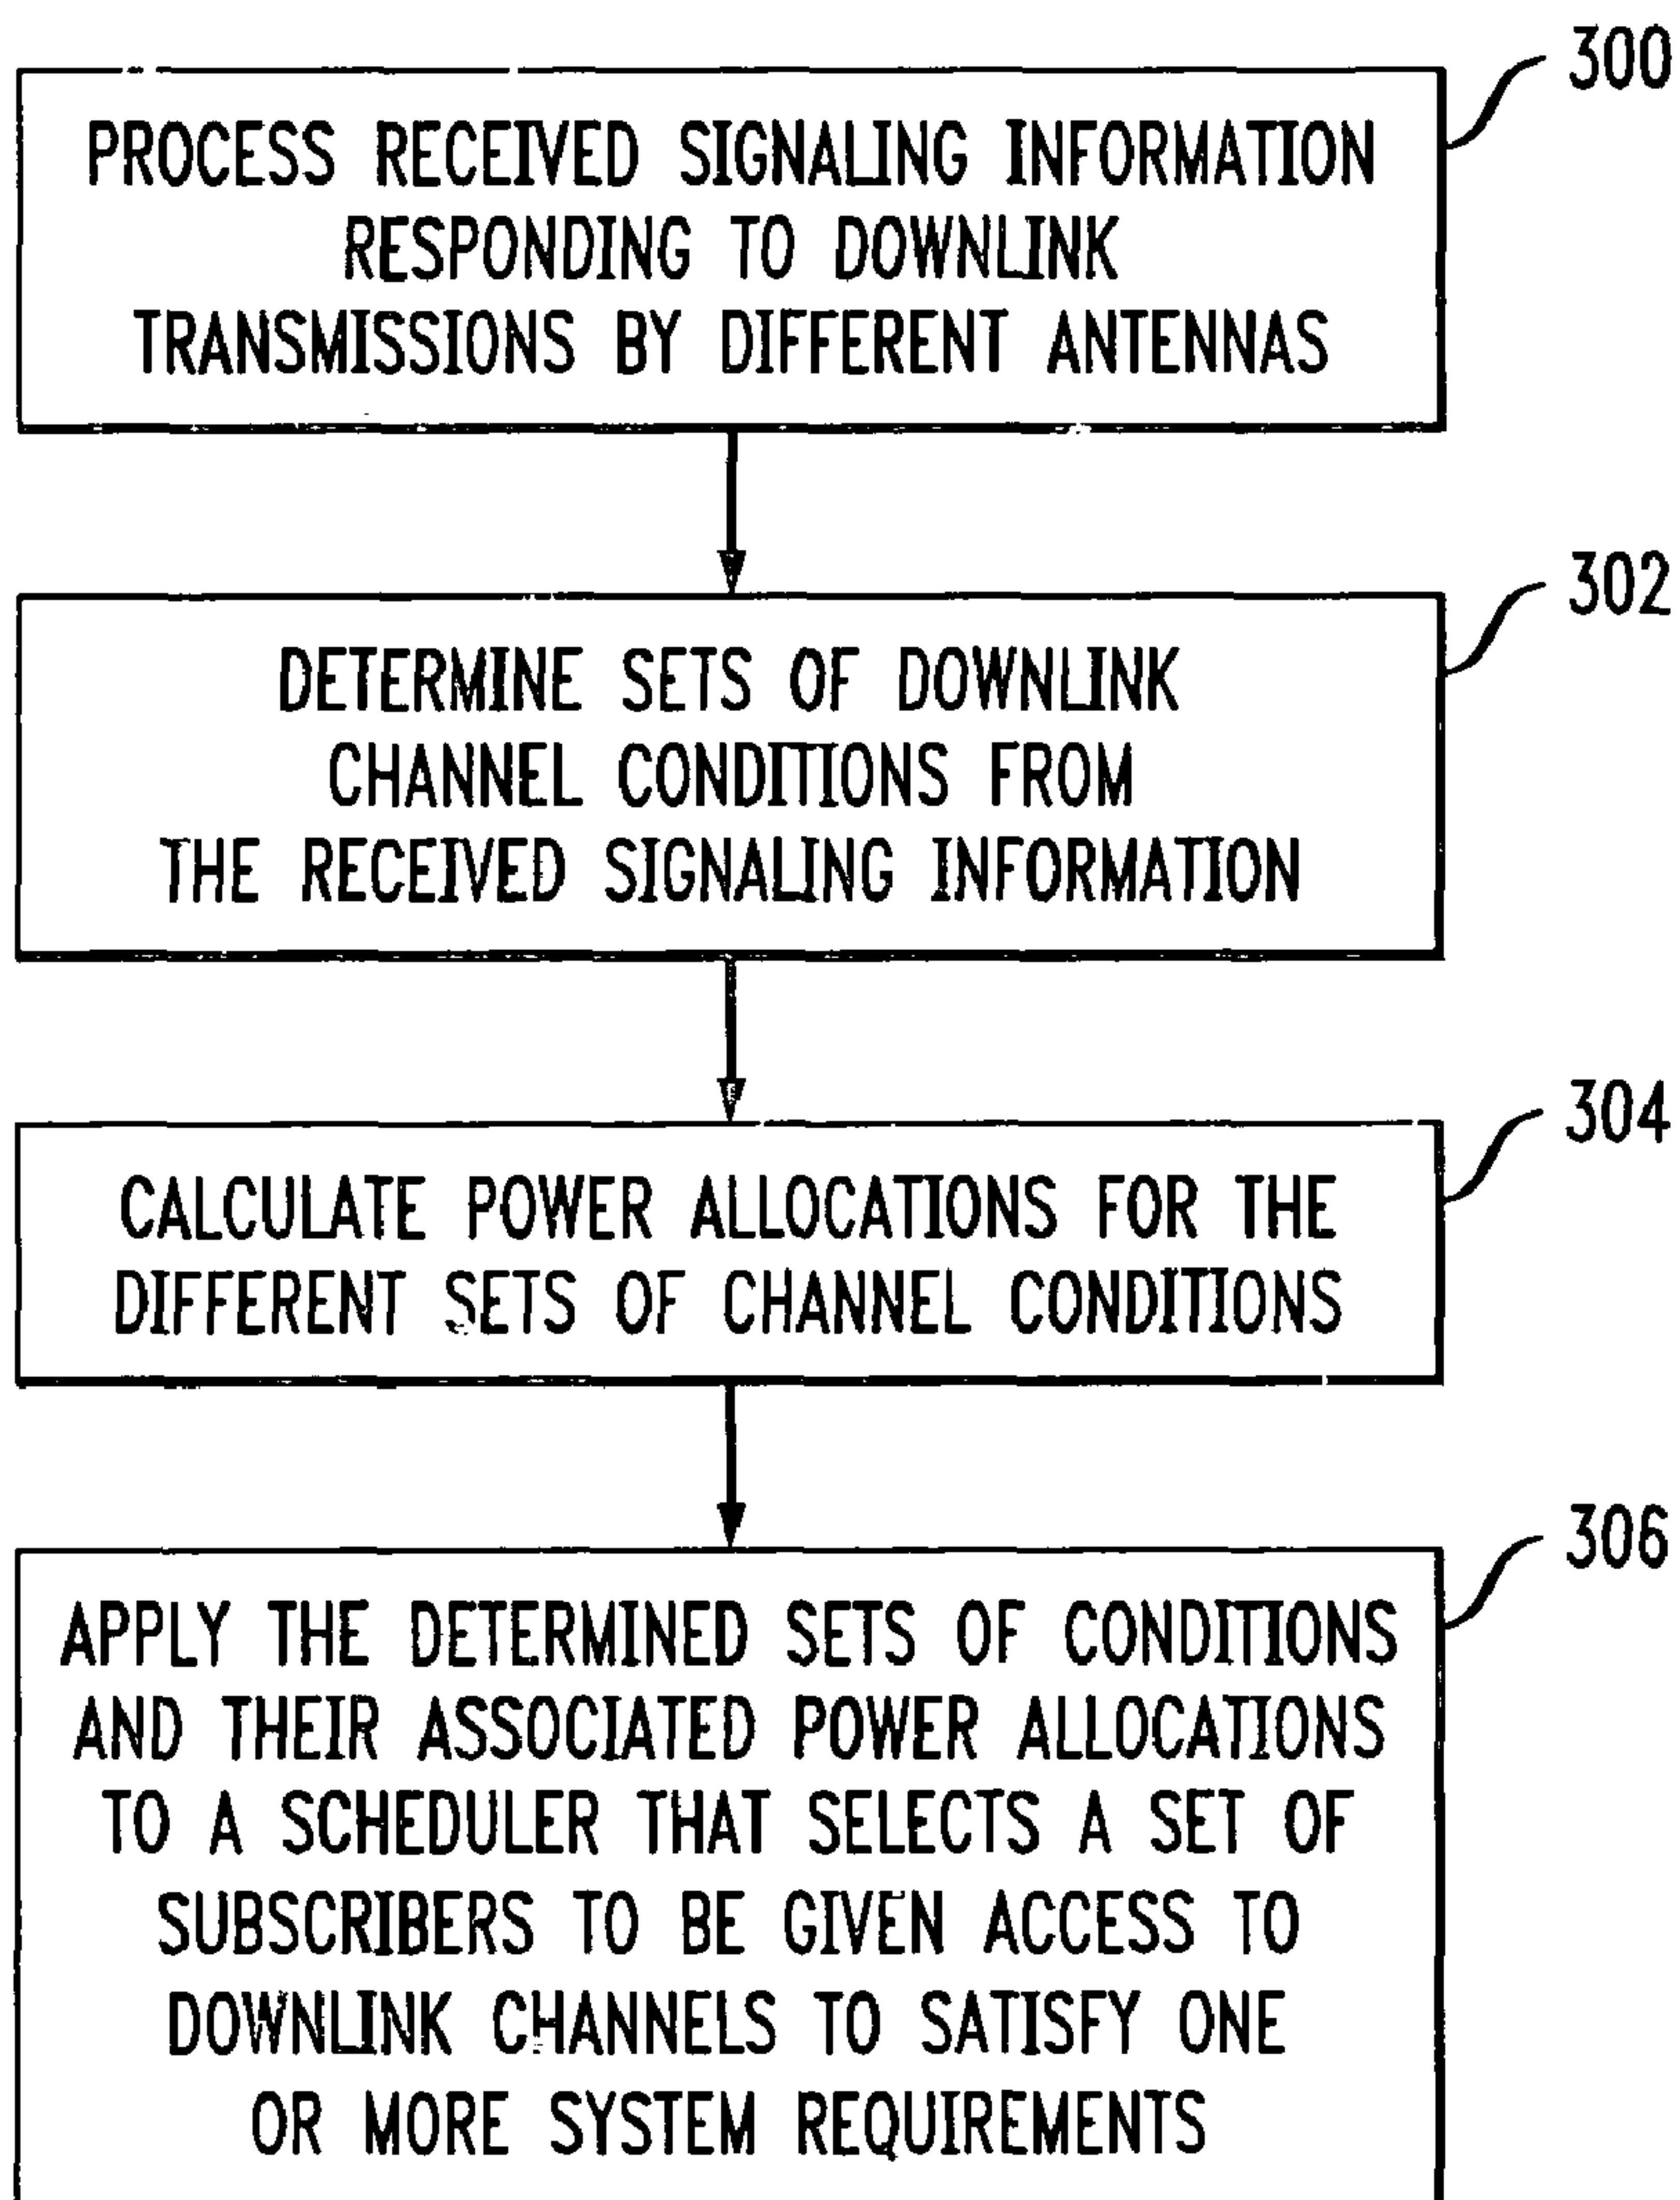 300
PROCESS RECEIVED SIGNALING INFORMATION
RESPONDING TO DOWNLINK
TRANSMISSIONS BY DIFFERENT ANTENNAS
302
DETERMINE SETS OF DOWNLINK
CHANNEL CONDITIONS FROM
THE RECEIVED SIGNALING INFORMATION
304
CALCULATE POWER ALLOCATIONS FOR THE
DIFFERENT SETS OF CHANNEL CONDITIONS
306
APPLY THE DETERMINED SETS OF CONDITIONS
AND THEIR ASSOCIATED POWER ALLOCATIONS
TO A SCHEDULER THAT SELECTS A SET OF
SUBSCRIBERS TO BE GIVEN ACCESS TO
DOWNLINK CHANNELS TO SATISFY ONE
OR MORE SYSTEM REQUIREMENTS